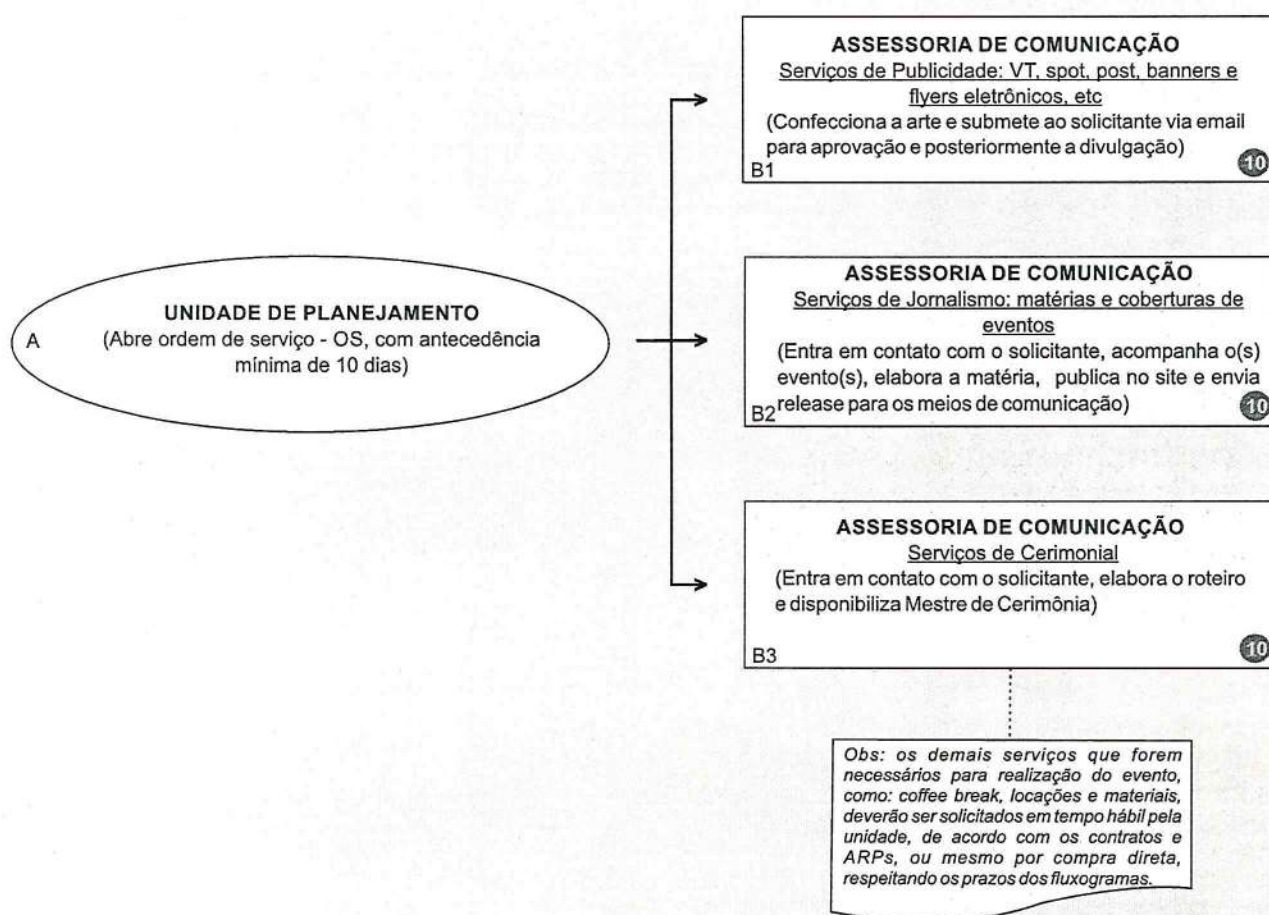 ASSESSORIA DE COMUNICAÇÃO
Serviços de Publicidade: VT, spot, post, banners e
flyers eletrônicos, etc
(Confecciona a arte e submete ao solicitante via email
para aprovação e posteriormente a divulgação)
B1
10
UNIDADE DE PLANEJAMENTO
A
(Abre ordem de serviço - OS, com antecedência
mínima de 10 dias)
ASSESSORIA DE COMUNICAÇÃO
Serviços de Jornalismo: matérias e coberturas de
eventos
(Entra em contato com o solicitante, acompanha o(s)
evento(s), elabora a matéria, publica no site e envia
release para os meios de comunicação)
B2
10
ASSESSORIA DE COMUNICAÇÃO
Serviços de Cerimonial
(Entra em contato com o solicitante, elabora o roteiro
e disponibiliza Mestre de Cerimônia)
B3
10
Obs: os demais serviços que forem
necessários para realização do evento,
como: coffee break, locações e materiais,
deverão ser solicitados em tempo hábil pela
unidade, de acordo com os contratos e
ARPs, ou mesmo por compra direta,
respeitando os prazos dos fluxogramas.